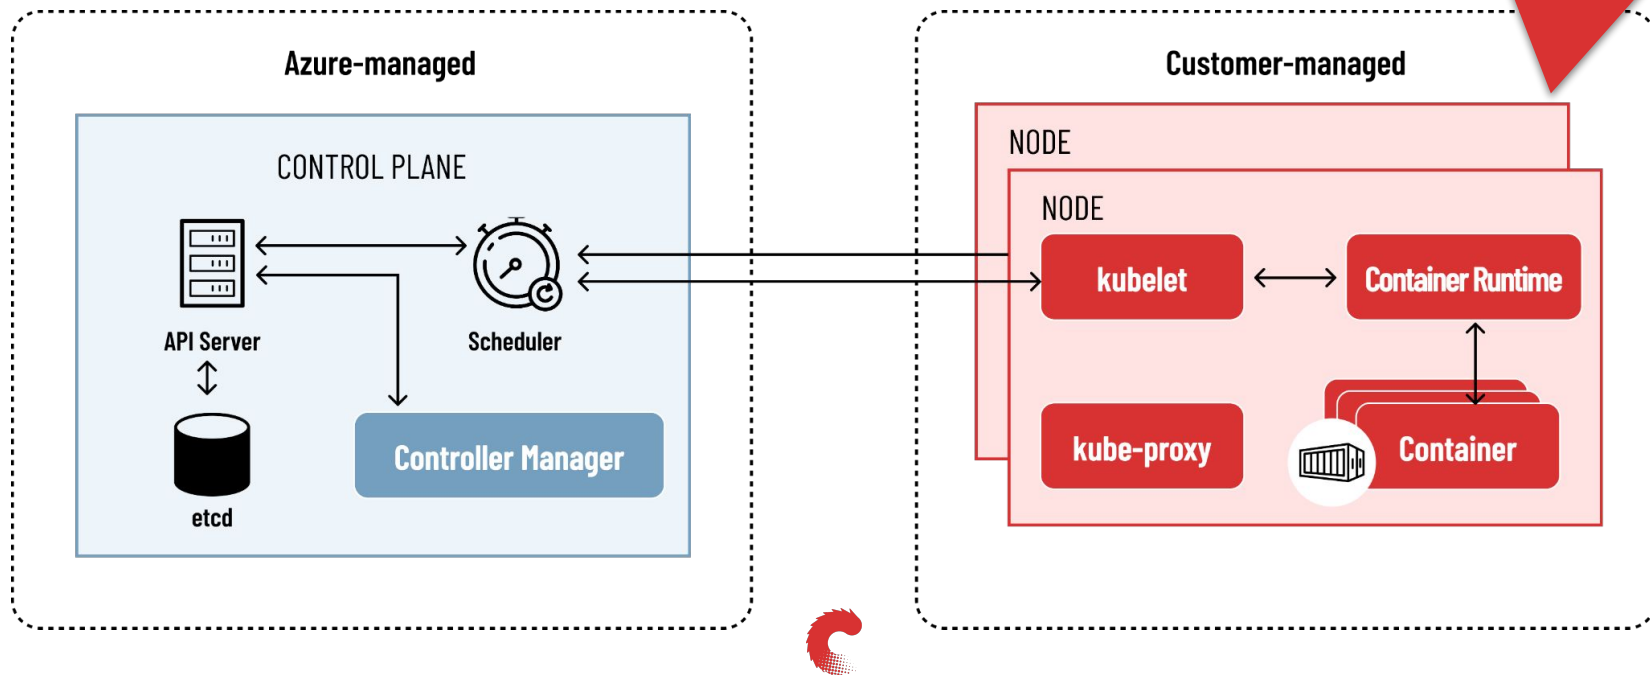 Azure-managed
CONTROL PLANE
API Server
Scheduler
etcd
Controller Manager
Customer-managed
NODE
NODE
kubelet
Container Runtime
kube-proxy
Container